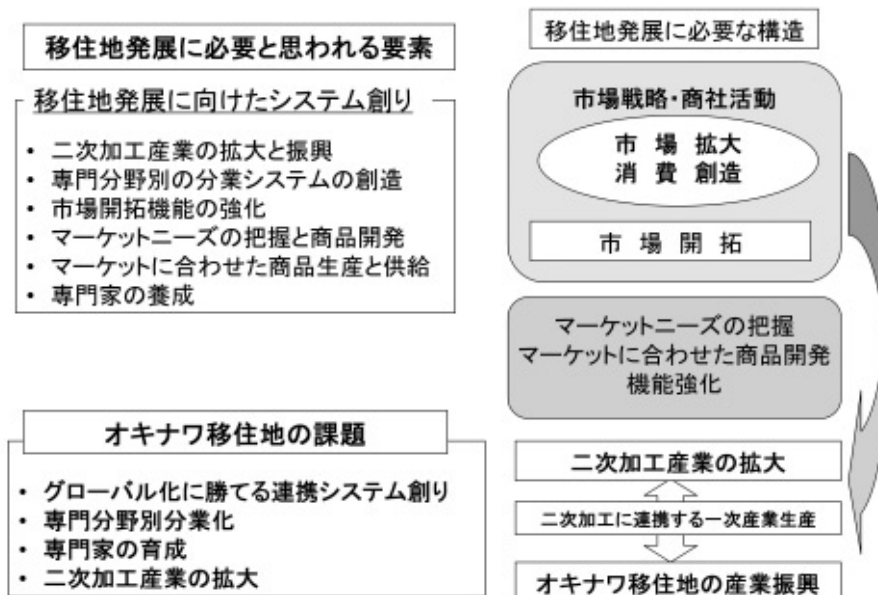 移住地発展に必要と思われる要素
移住地発展に向けたシステム創り
• 二次加工産業の拡大と振興
• 専門分野別の分業システムの創造
• 市場開拓機能の強化
• マーケットニーズの把握と商品開発
• マーケットに合わせた商品生産と供給
• 専門家の養成
オキナワ移住地の課題
• グローバル化に勝てる連携システム創り
• 専門分野別分業化
• 専門家の育成
• 二次加工産業の拡大
移住地発展に必要な構造
市場戦略・商社活動
市 場 拡大
消 費 創造
市 場 開 拓
マーケットニーズの把握
マーケットに合わせた商品開発
機能強化
二次加工産業の拡大
二次加工に連携する一次産業生産
オキナワ移住地の産業振興